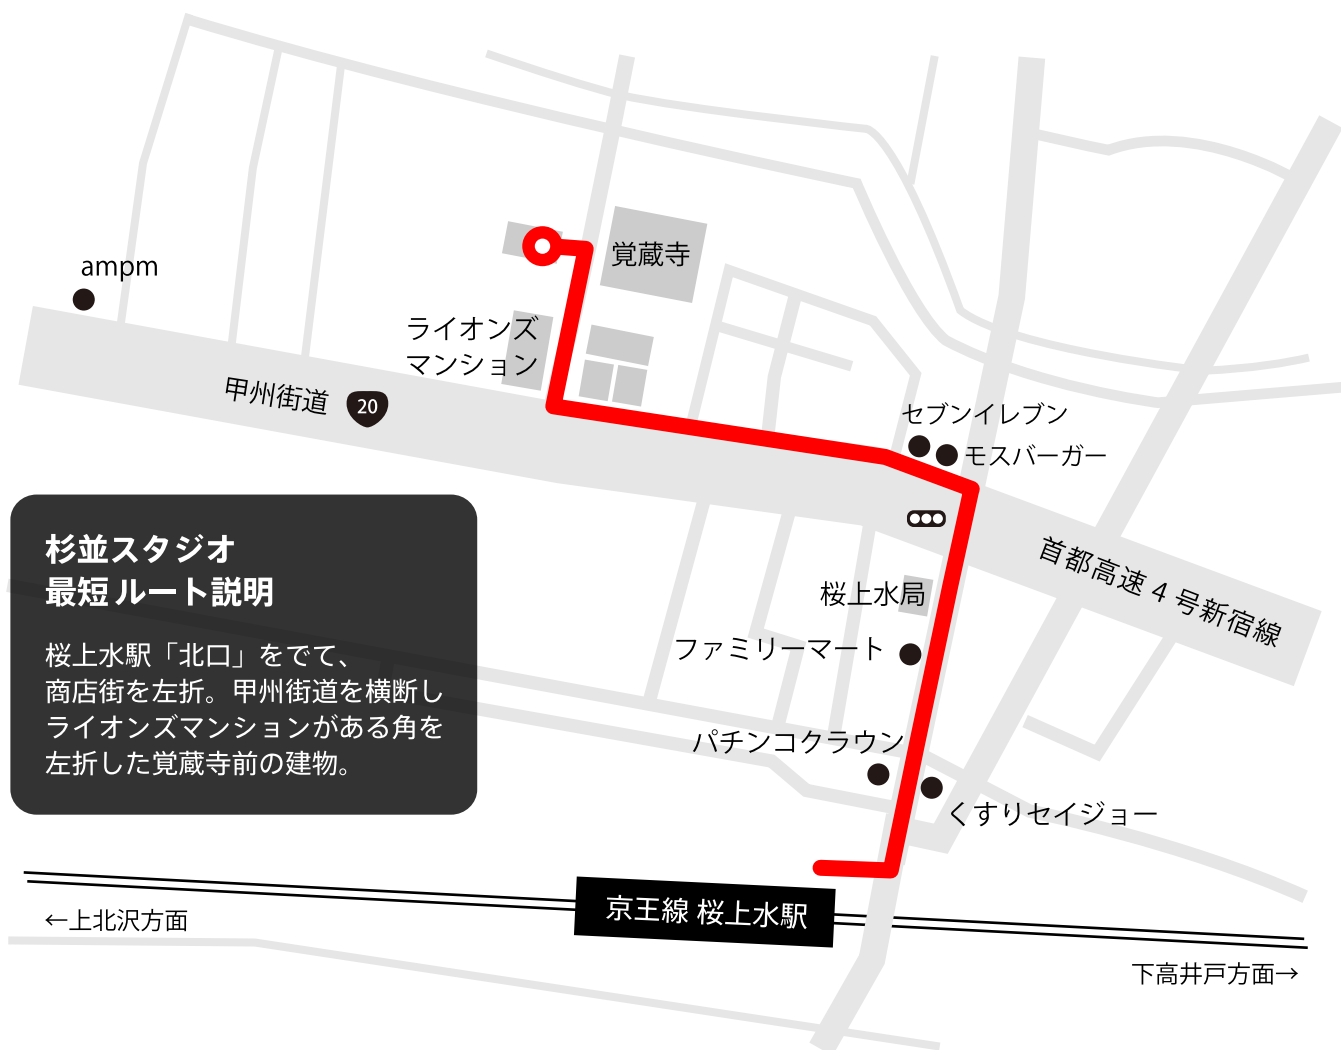 ampm
覚蔵寺
ライオンズ
マンション
甲州街道
20
セブンイレブン
モスバーガー
首都高速 4 号新宿線
杉並スタジオ
最短 ルート説明
桜上水駅「北口」をでて、
商店街を左折。甲州街道を横断し
ライオンズマンションがある角を
左折した覚蔵寺前の建物。
桜上水局
ファミリーマート
パチンコクラウン
くすりセイジョー
京王線 桜上水駅
←上北沢方面
下高井戸方面→